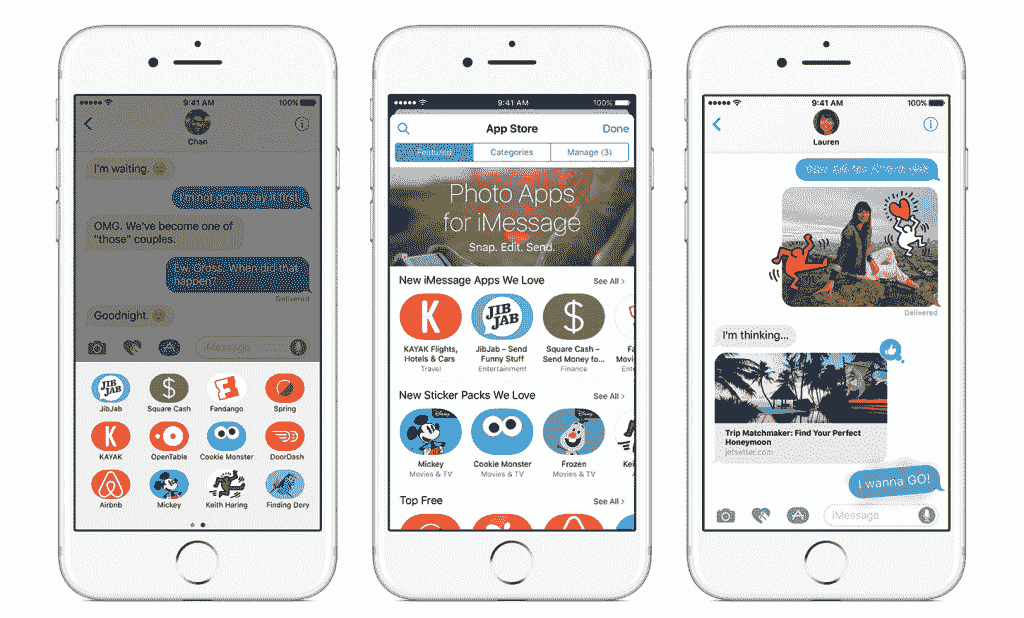 9:41 AM
100%
Chan
I'm waiting.
I'm not gonna say it first.
OMG. We've become one of
"those" couples.
Ew. Gross. When did that
happen?
Delivered
Goodnight.
iMessage
JIB
JAB
$
F
JibJab
Square Cash
Fandango
Spring
K
KAYAK
OpenTable
Cookie Monster
DoorDash
Airbnb
Mickey
Keith Haring
Finding Dory
9:41 AM
100%
App Store
Done
Featured
Categories
Manage (3)
Photo Apps
for iMessage
Snap. Edit. Send.
New iMessage Apps We Love
See All >
K
JIB
JAB
$
KAYAK Flights,
Hotels & Cars
Travel
JibJab – Send
Funny Stuff
Entertainment
Square Cash –
Send Money fo...
Finance
Fa
Movie
En
New Sticker Packs We Love
See All >
Disney
Disney
Mickey
Movies & TV
Cookie Monster
Movies & TV
Frozen
Movies & TV
Kei
Top Free
See All >
9:41 AM
100%
Lauren
Delivered
I'm thinking...
Trip Matchmaker: Find Your Perfect
Honeymoon
jetsetter.com
I wanna GO!
iMessage